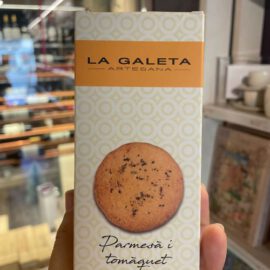 LA GALETA
ARTESANA
Parmesà i
tomàquet